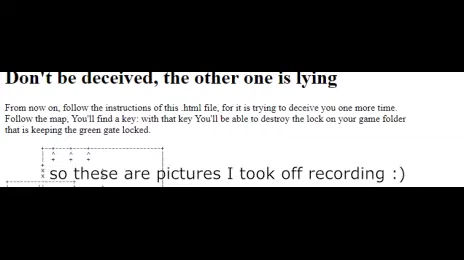 Don't be deceived, the other one is lying
From now on, follow the instructions of this .html file, for it is trying to deceive you one more time.
Follow the map, You'll find a key: with that key You'll be able to destroy the lock on your game folder
that is keeping the green gate locked.
so these are pictures I took off recording :)